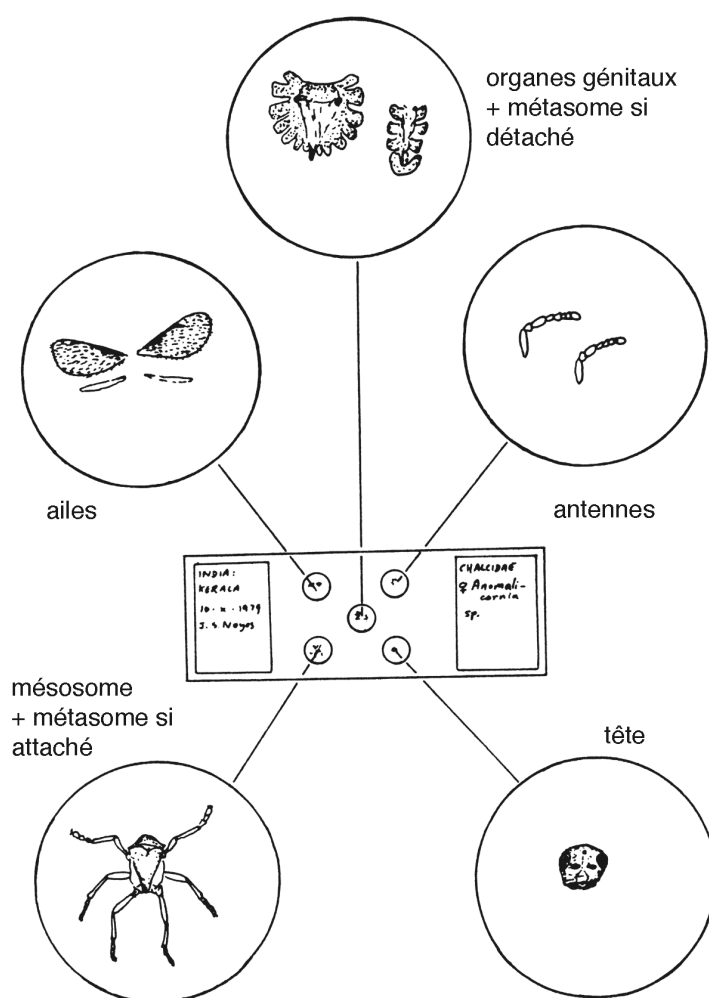 organes génitaux
+ métasome si
détaché
ailes
antennes
INDIA:
KERALA
10·x·1979
J.S. Noyes
CHALCIDAE
♀ Anomali-
cornia
sp.
mésosome
+ métasome si
attaché
tête